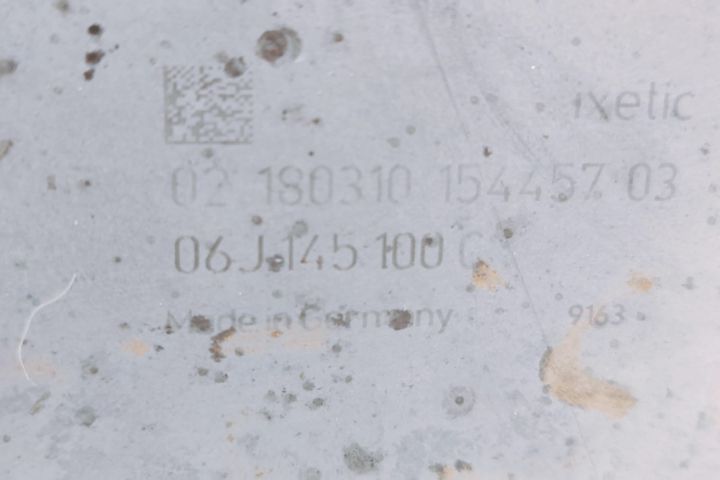 ixetic
02 180310 154457 03
06J 145 100 C
Made in Germany 9163